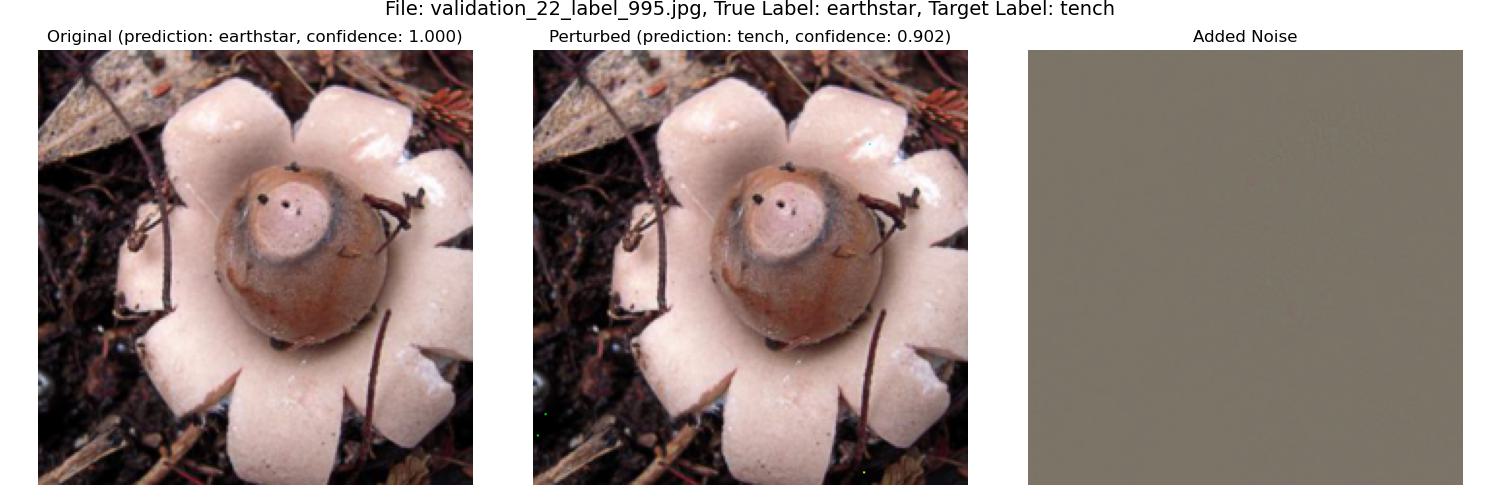 File: validation_22_label_995.jpg, True Label: earthstar, Target Label: tench
Original (prediction: earthstar, confidence: 1.000)
Perturbed (prediction: tench, confidence: 0.902)
Added Noise